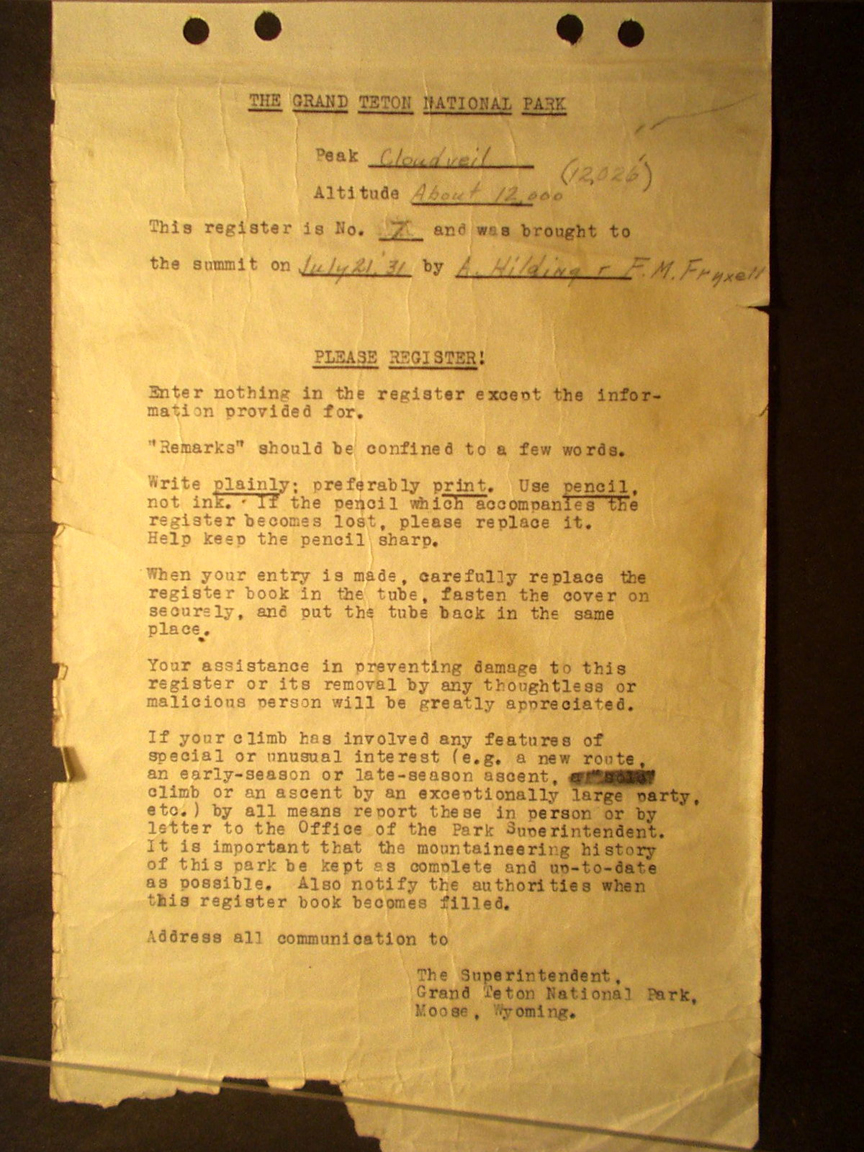 THE GRAND TETON NATIONAL PARK
Peak Cloudveil
(12,026')
Altitude About 12,000
This register is No. 7 and was brought to
the summit on July 21, '31 by A. Hilding - F. M. Fryxell
PLEASE REGISTER!
Enter nothing in the register except the infor-
mation provided for.
"Remarks" should be confined to a few words.
Write plainly; preferably print. Use pencil,
not ink. If the pencil which accompanies the
register becomes lost, please replace it.
Help keep the pencil sharp.
When your entry is made, carefully replace the
register book in the tube, fasten the cover on
securely, and put the tube back in the same
place.
Your assistance in preventing damage to this
register or its removal by any thoughtless or
malicious person will be greatly appreciated.
If your climb has involved any features of
special or unusual interest (e.g. a new route,
an early-season or late-season ascent,
climb or an ascent by an exceptionally large party,
etc.) by all means report these in person or by
letter to the Office of the Park Superintendent.
It is important that the mountaineering history
of this park be kept as complete and up-to-date
as possible. Also notify the authorities when
this register book becomes filled.
Address all communication to
The Superintendent,
Grand Teton National Park,
Moose, Wyoming.